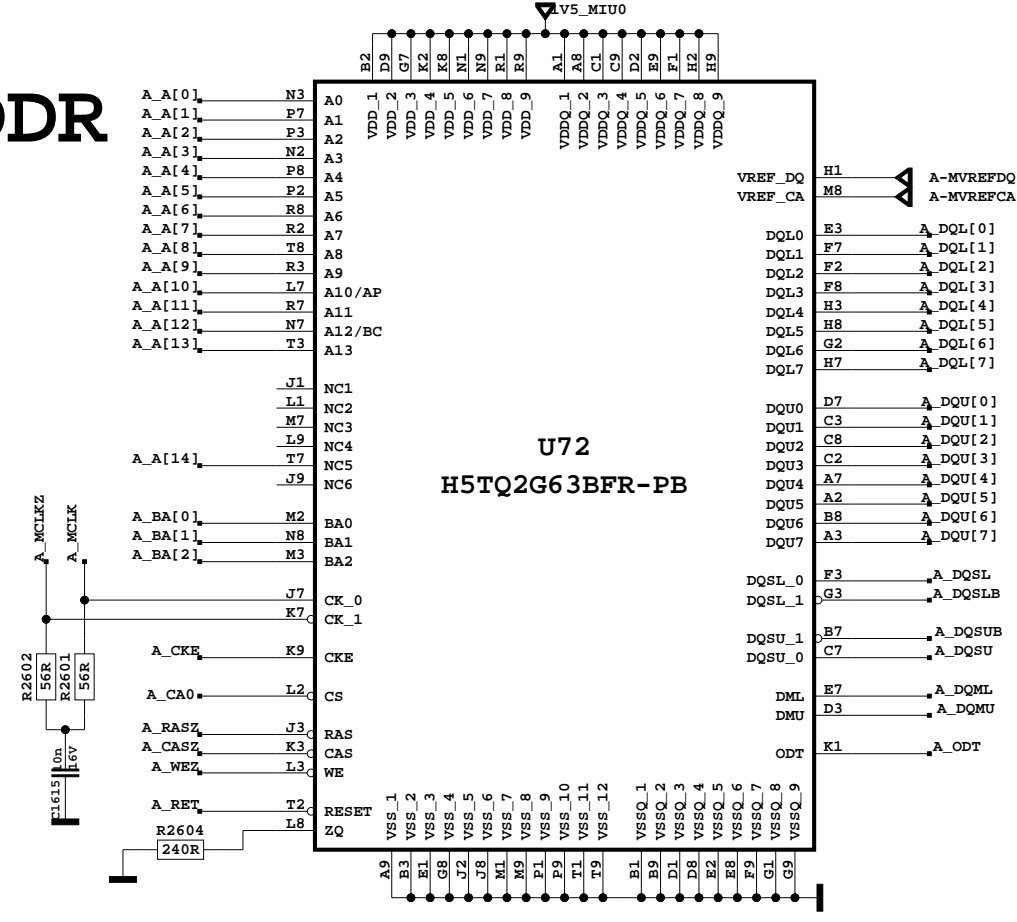 1V5_MIU0
B2 D9 G7 K2 K8 N1 N9 R1 R9 A1 A8 C1 C9 D2 E9 F1 H2 H9
VDD_1 VDD_2 VDD_3 VDD_4 VDD_5 VDD_6 VDD_7 VDD_8 VDD_9 VDDQ_1 VDDQ_2 VDDQ_3 VDDQ_4 VDDQ_5 VDDQ_6 VDDQ_7 VDDQ_8 VDDQ_9
DDR
A_A[0] N3 A0
A_A[1] P7 A1
A_A[2] P3 A2
A_A[3] N2 A3
A_A[4] P8 A4
A_A[5] P2 A5
A_A[6] R8 A6
A_A[7] R2 A7
A_A[8] T8 A8
A_A[9] R3 A9
A_A[10] L7 A10/AP
A_A[11] R7 A11
A_A[12] N7 A12/BC
A_A[13] T3 A13
J1 NC1
L1 NC2
M7 NC3
L9 NC4
A_A[14] T7 NC5
J9 NC6
A_BA[0] M2 BA0
A_BA[1] N8 BA1
A_BA[2] M3 BA2
A_MCLKZ
A_MCLK
J7 CK_0
K7 CK_1
A_CKE K9 CKE
A_CA0 L2 CS
A_RASZ J3 RAS
A_CASZ K3 CAS
A_WEZ L3 WE
A_RET T2 RESET
L8 ZQ
R2602
56R
R2601
56R
C1615
10n
16V
R2604
240R
U72
H5TQ2G63BFR-PB
VREF_DQ H1 A-MVREFDQ
VREF_CA M8 A-MVREFCA
DQL0 E3 A_DQL[0]
DQL1 F7 A_DQL[1]
DQL2 F2 A_DQL[2]
DQL3 F8 A_DQL[3]
DQL4 H3 A_DQL[4]
DQL5 H8 A_DQL[5]
DQL6 G2 A_DQL[6]
DQL7 H7 A_DQL[7]
DQU0 D7 A_DQU[0]
DQU1 C3 A_DQU[1]
DQU2 C8 A_DQU[2]
DQU3 C2 A_DQU[3]
DQU4 A7 A_DQU[4]
DQU5 A2 A_DQU[5]
DQU6 B8 A_DQU[6]
DQU7 A3 A_DQU[7]
DQSL_0 F3 A_DQSL
DQSL_1 G3 A_DQSLB
DQSU_1 B7 A_DQSUB
DQSU_0 C7 A_DQSU
DML E7 A_DQML
DMU D3 A_DQMU
ODT K1 A_ODT
VSS_1 VSS_2 VSS_3 VSS_4 VSS_5 VSS_6 VSS_7 VSS_8 VSS_9 VSS_10 VSS_11 VSS_12 VSSQ_1 VSSQ_2 VSSQ_3 VSSQ_4 VSSQ_5 VSSQ_6 VSSQ_7 VSSQ_8 VSSQ_9
A9 B3 E1 G8 J2 J8 M1 M9 P1 P9 T1 T9 B1 B9 D1 D8 E2 E8 F9 G1 G9